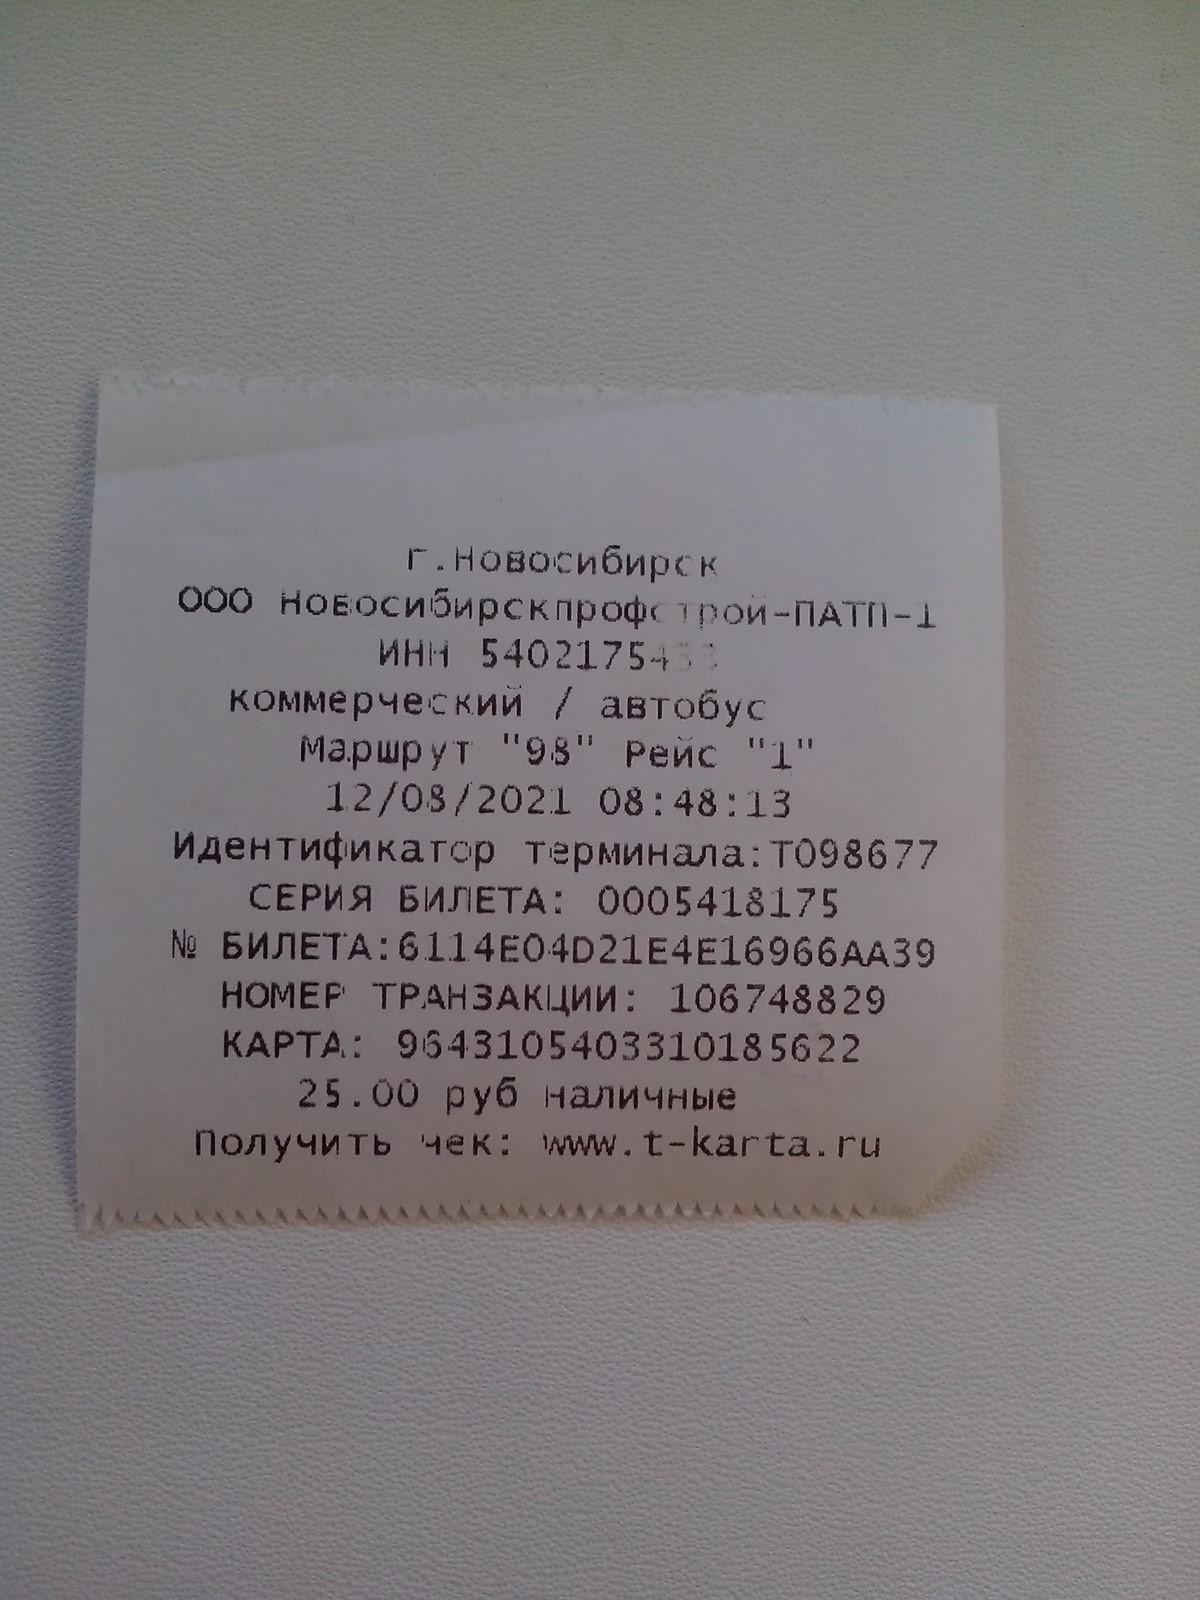 г.Новосибирск
ООО Новосибирскпрофстрой-ПАТП-1
ИНН
коммерческий / автобус
Маршрут "98" Рейс "1"
12/08/2021 08:48:13
Идентификатор терминала:T098677
СЕРИЯ БИЛЕТА: 0005418175
№ БИЛЕТА:6114E04D21E4E16966AA39
НОМЕР ТРАНЗАКЦИИ: 106748829
КАРТА: 9643105403310185622
25.00 руб наличные
Получить чек: www.t-karta.ru